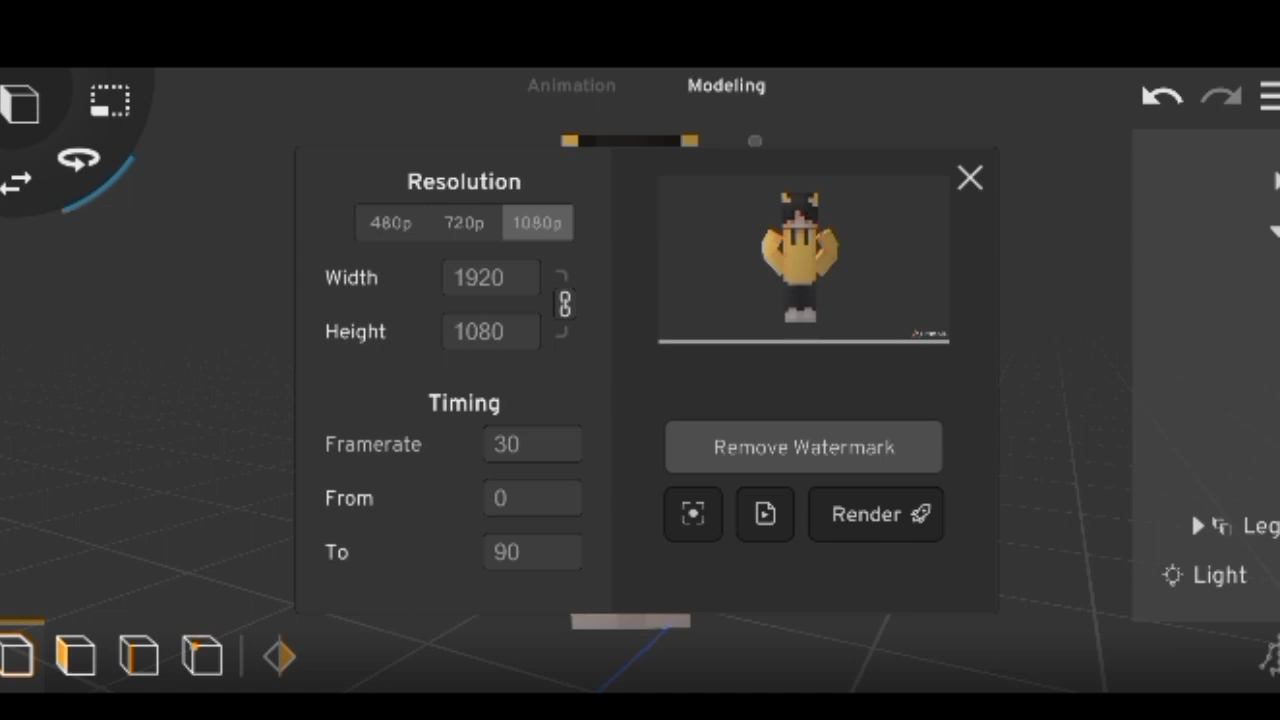 Animation Modeling
Resolution
480p 720p 1080p
Width 1920
Height 1080
Timing
Framerate 30
From 0
To 90
Remove Watermark
Render
Leg
Light